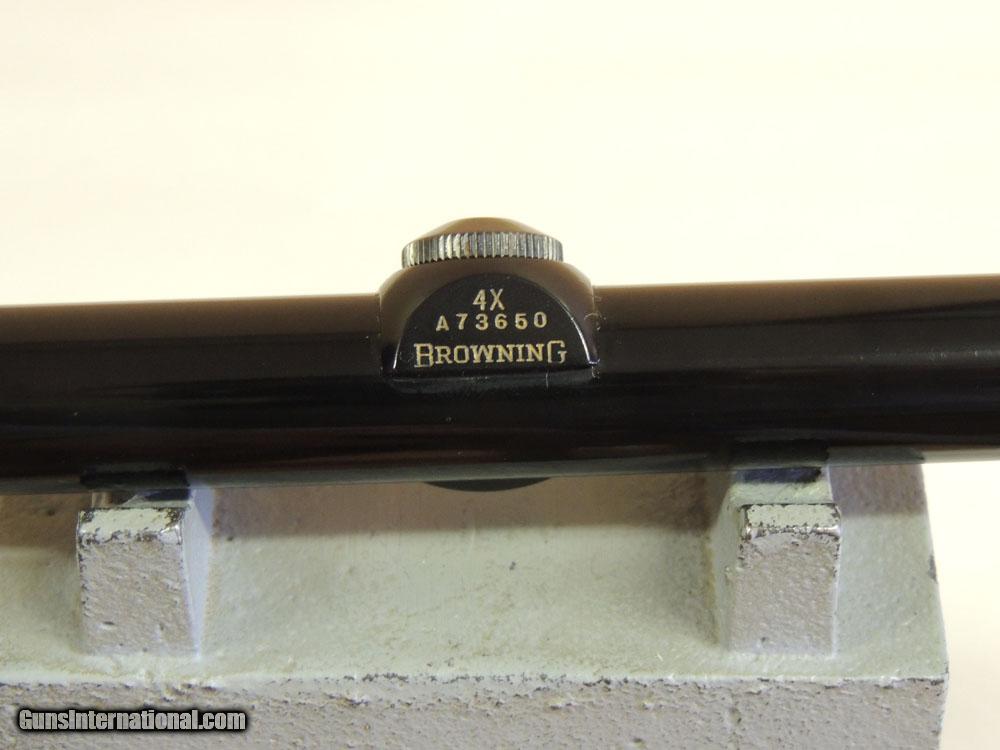 4X
A73650
BROWNING
GunsInternational.com